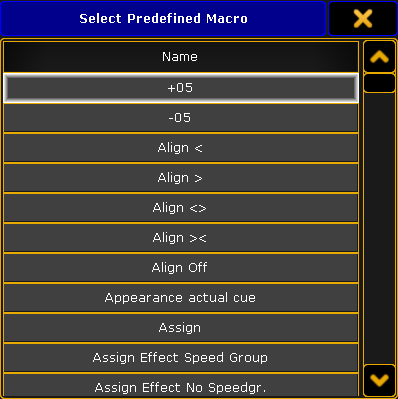 Select Predefined Macro
Name
+05
-05
Align <
Align >
Align <>
Align ><
Align Off
Appearance actual cue
Assign
Assign Effect Speed Group
Assign Effect No Speedgr.